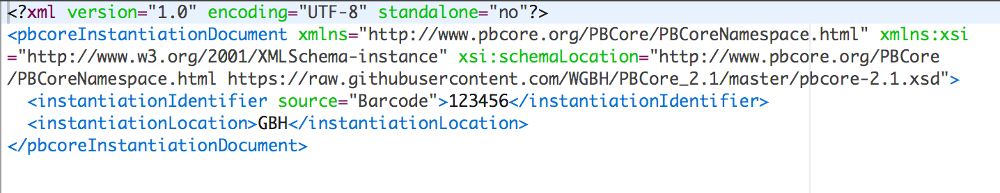 <?xml version="1.0" encoding="UTF-8" standalone="no"?>
<pbcoreInstantiationDocument xmlns="http://www.pbcore.org/PBCore/PBCoreNamespace.html" xmlns:xsi
="http://www.w3.org/2001/XMLSchema-instance" xsi:schemaLocation="http://www.pbcore.org/PBCore
/PBCoreNamespace.html https://raw.githubusercontent.com/WGBH/PBCore_2.1/master/pbcore-2.1.xsd">
  <instantiationIdentifier source="Barcode">123456</instantiationIdentifier>
  <instantiationLocation>GBH</instantiationLocation>
</pbcoreInstantiationDocument>